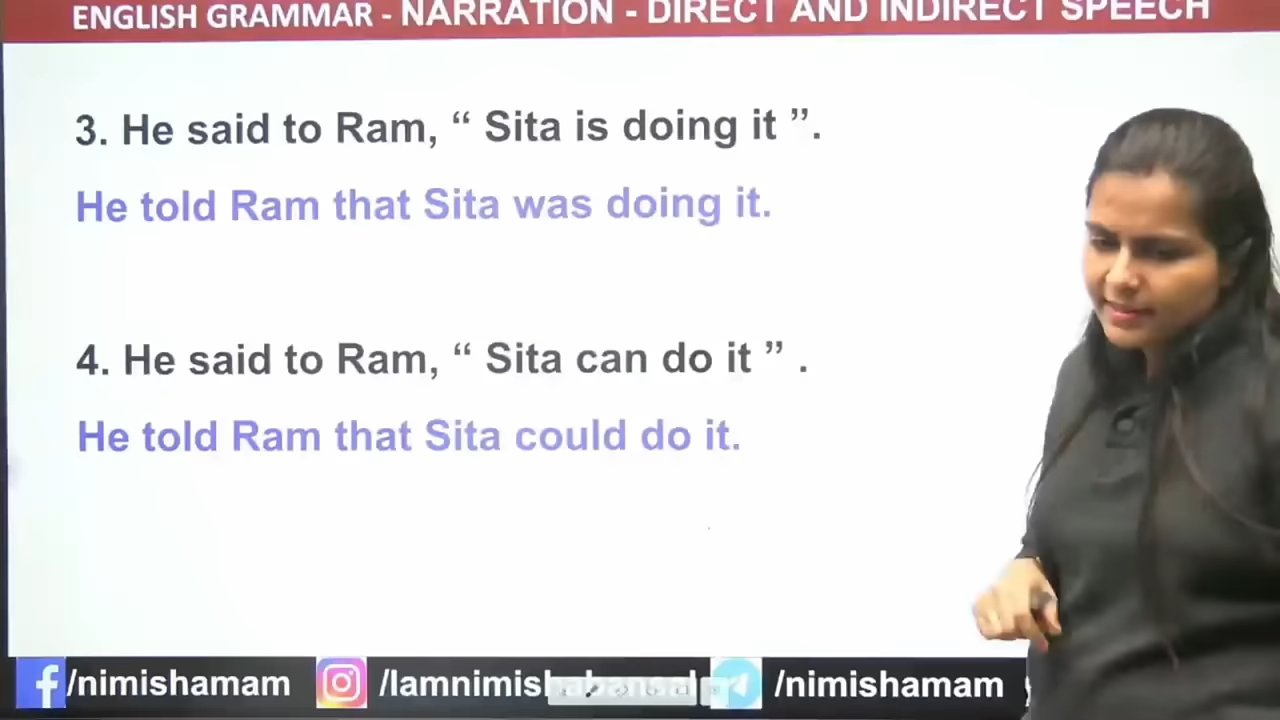 ENGLISH GRAMMAR - NARRATION - DIRECT AND INDIRECT SPEECH
3. He said to Ram, “ Sita is doing it ”.
He told Ram that Sita was doing it.
4. He said to Ram, “ Sita can do it ” .
He told Ram that Sita could do it.
/nimishamam /Iamnimishabansal /nimishamam